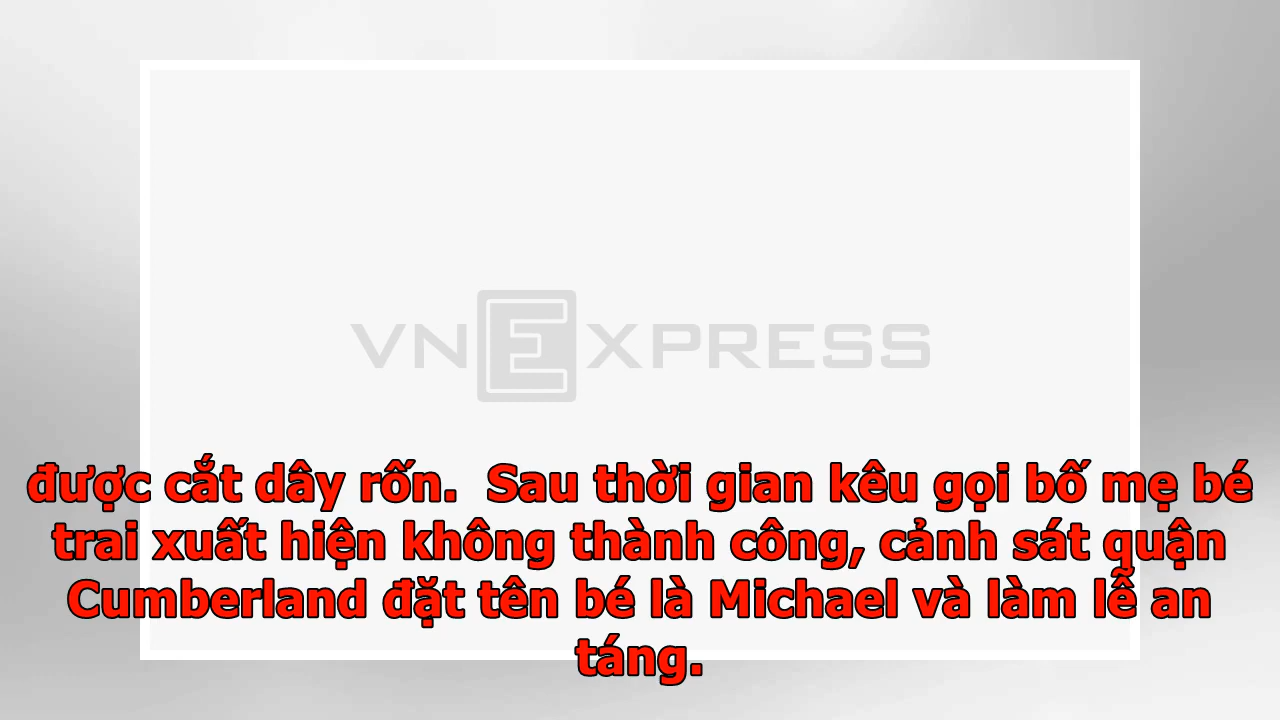 VNEXPRESS
được cắt dây rốn. Sau thời gian kêu gọi bố mẹ bé
trai xuất hiện không thành công, cảnh sát quận
Cumberland đặt tên bé là Michael và làm lễ an
táng.